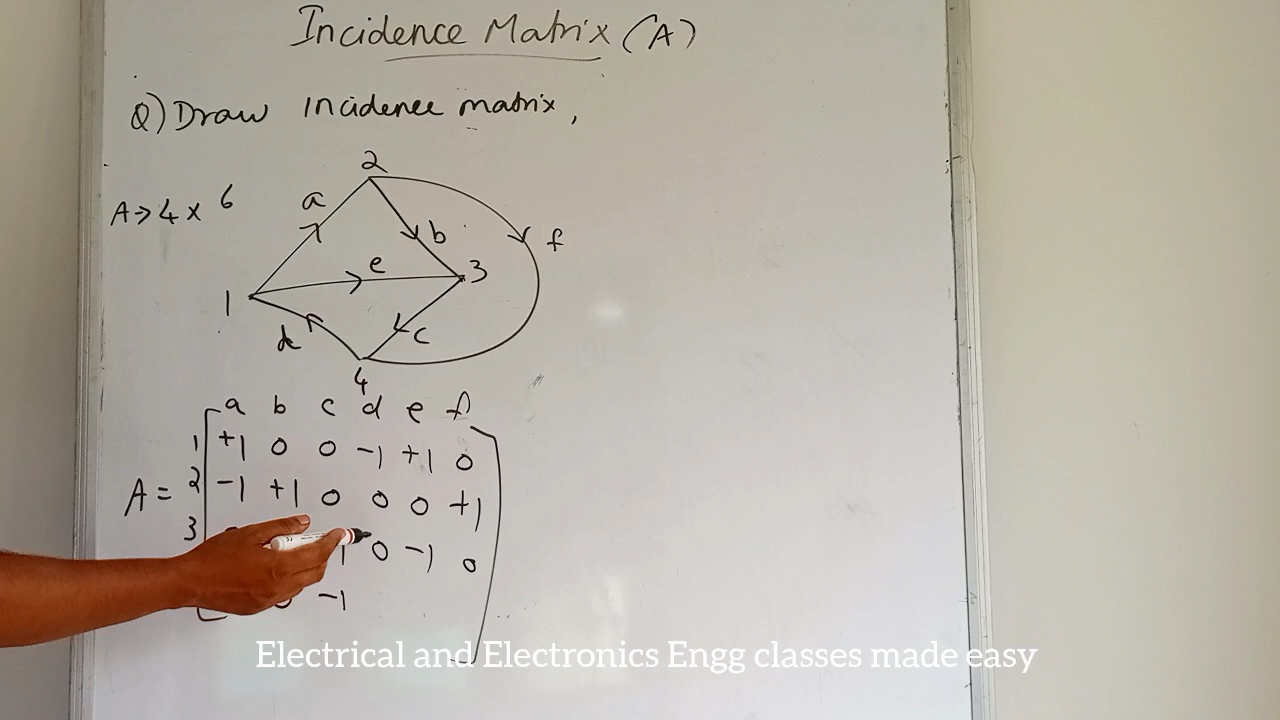 Incidence Matrix (A)
Q) Draw Incidence matrix,
2
A → 4 x 6
a
b
f
e
3
1
d
c
4
a b c d e f
1 +1 0 0 -1 +1 0
A = 2 -1 +1 0 0 0 +1
3 1 0 -1 0
-1
Electrical and Electronics Engg classes made easy